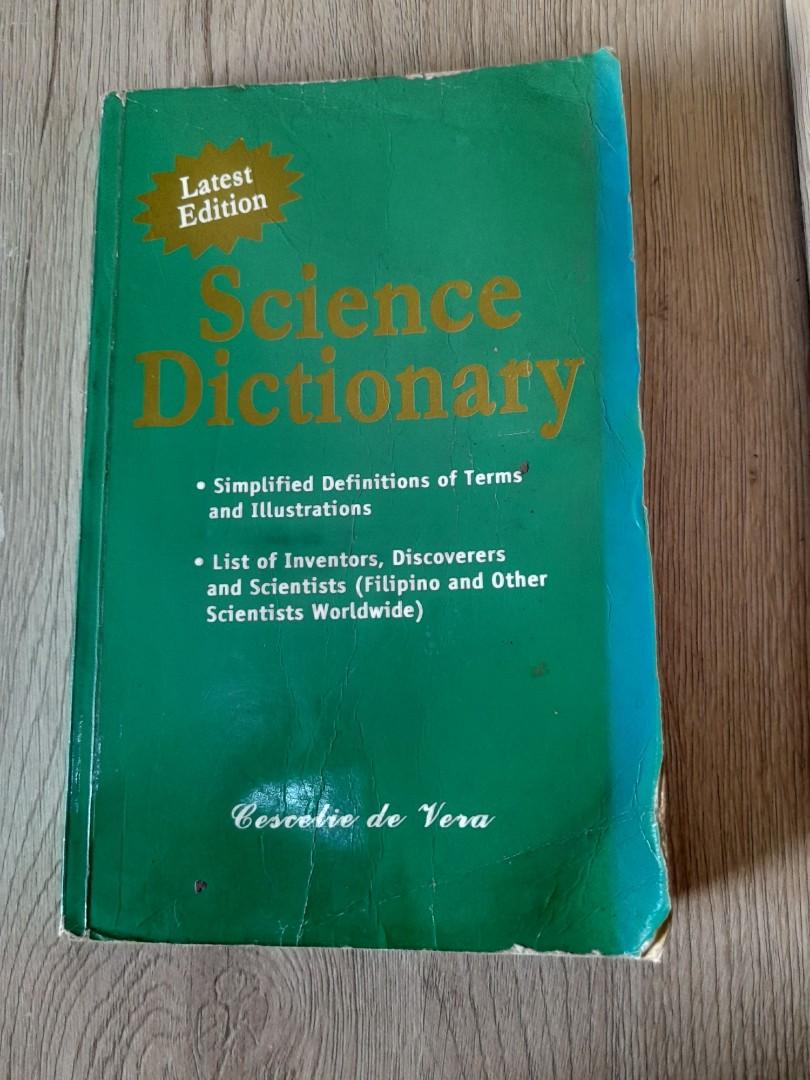 Latest
Edition
Science
Dictionary
• Simplified Definitions of Terms
and Illustrations
• List of Inventors, Discoverers
and Scientists (Filipino and Other
Scientists Worldwide)
Cescelie de Vera